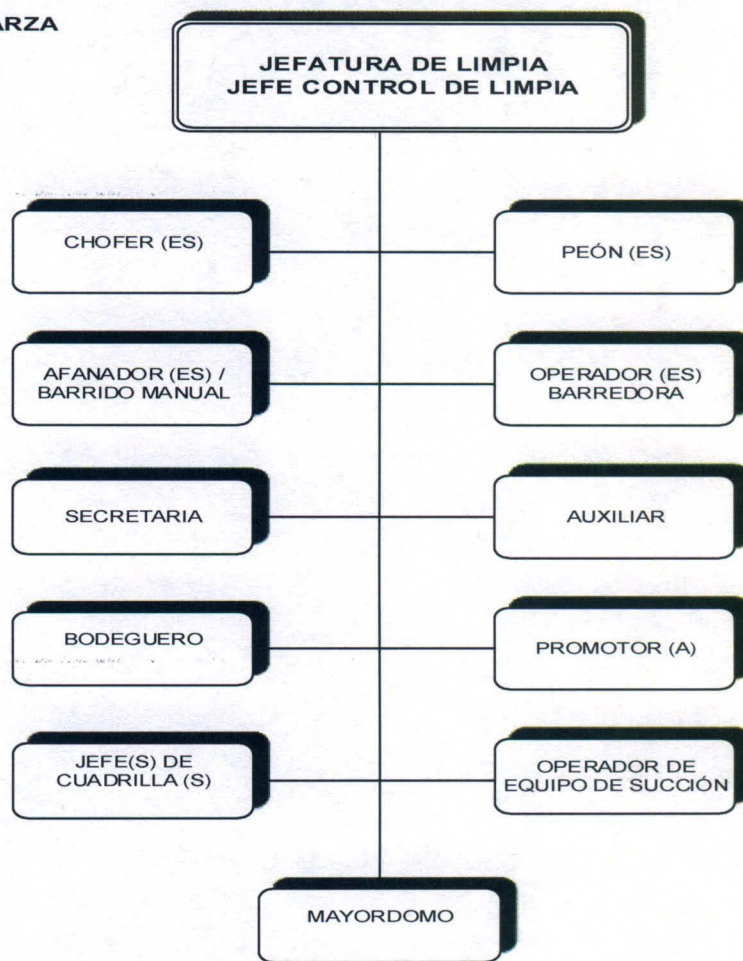 ARZA
JEFATURA DE LIMPIA
JEFE CONTROL DE LIMPIA
CHOFER (ES)
PEÓN (ES)
AFANADOR (ES) /
BARRIDO MANUAL
OPERADOR (ES)
BARREDORA
SECRETARIA
AUXILIAR
BODEGUERO
PROMOTOR (A)
JEFE(S) DE
CUADRILLA (S)
OPERADOR DE
EQUIPO DE SUCCIÓN
MAYORDOMO